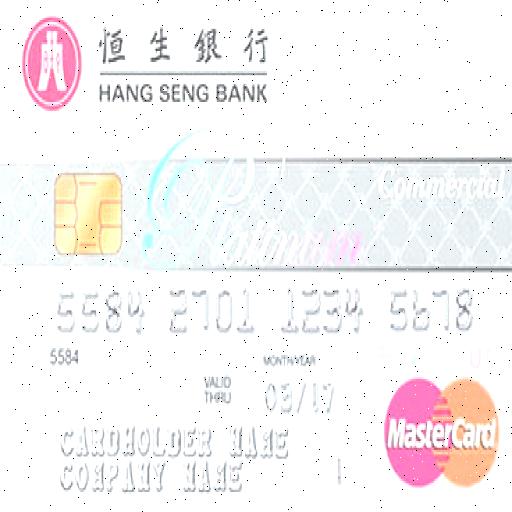 恒生銀行
HANG SENG BANK
Commercial
Platinum
5584 2701 1234 5678
5584
MONTH/YEAR
VALID THRU 03/17
CARDHOLDER NAME
COMPANY NAME
MasterCard